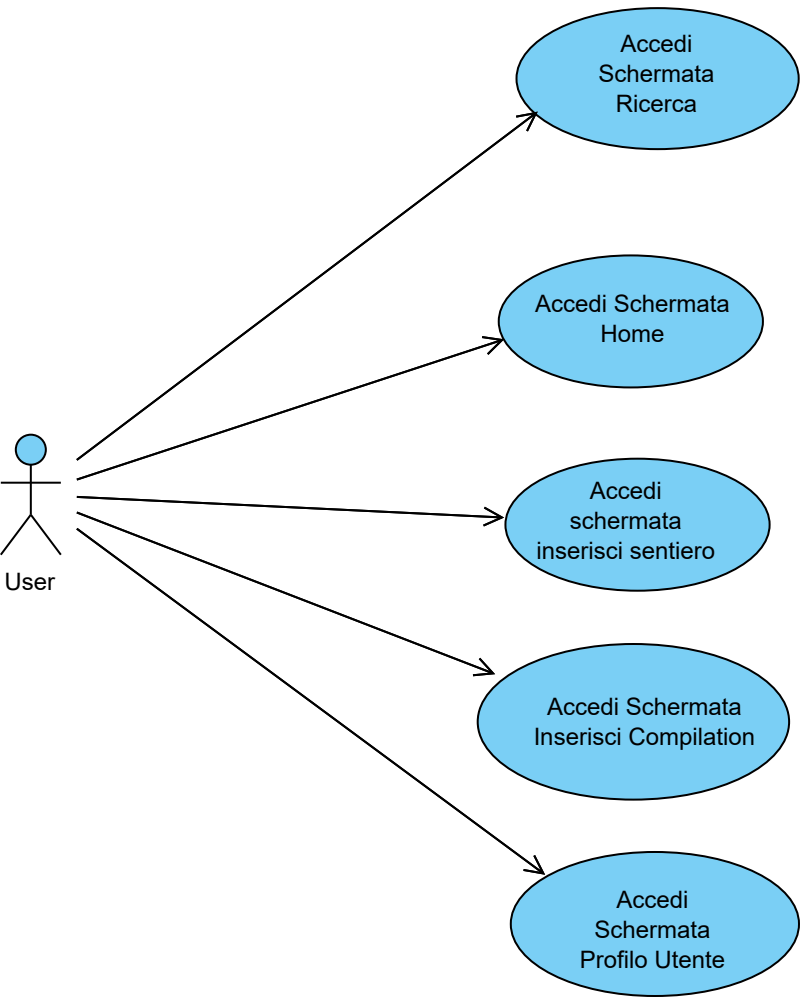 Accedi
Schermata
Ricerca
Accedi Schermata
Home
Accedi
schermata
inserisci sentiero
User
Accedi Schermata
Inserisci Compilation
Accedi
Schermata
Profilo Utente